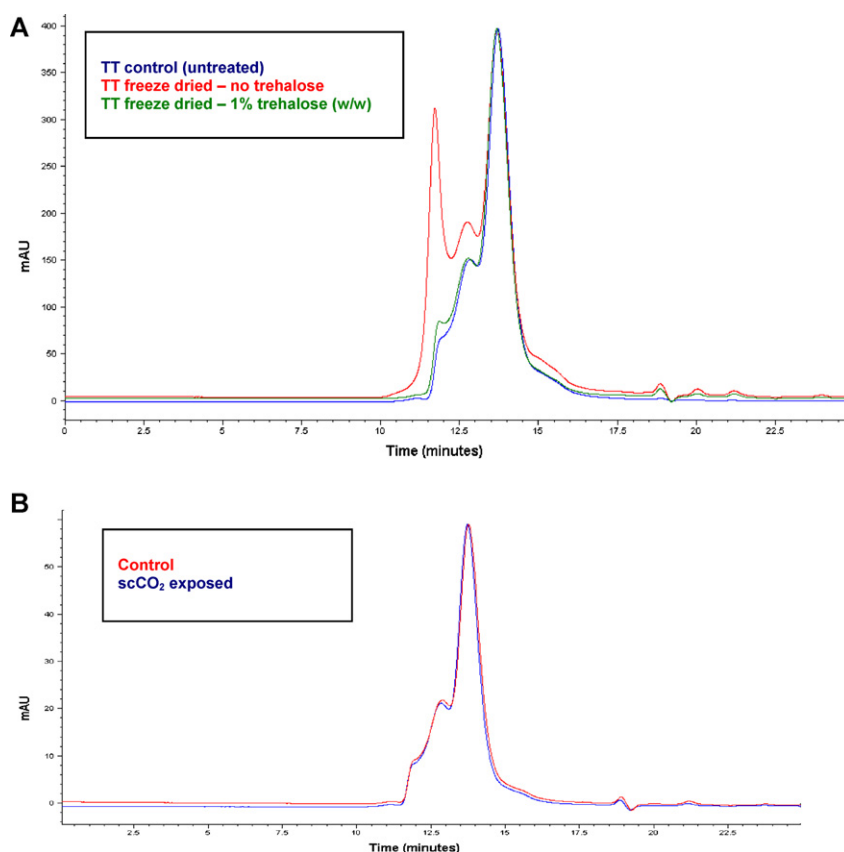 A
TT control (untreated)
TT freeze dried – no trehalose
TT freeze dried – 1% trehalose (w/w)
400
350
300
250
200
150
100
50
0
mAU
0 2.5 5 7.5 10 12.5 15 17.5 20 22.5
Time (minutes)
B
Control
scCO₂ exposed
50
40
30
20
10
0
mAU
2.5 5 7.5 10 12.5 15 17.5 20 22.5
Time (minutes)